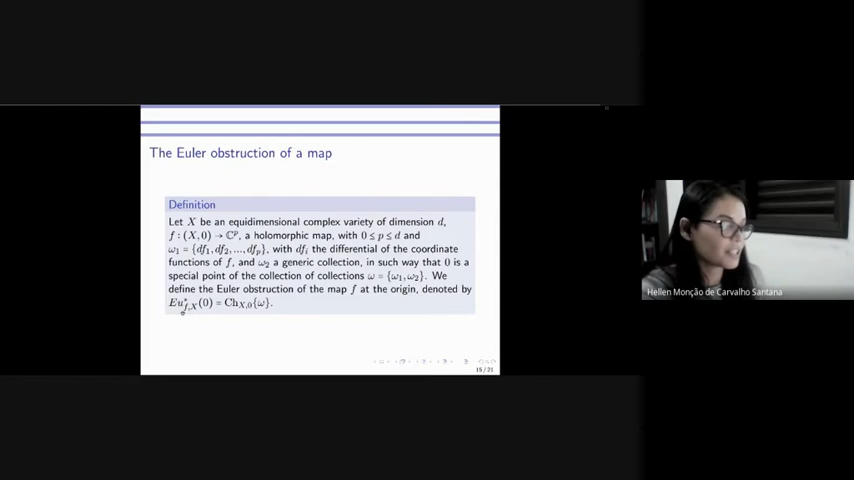 The Euler obstruction of a map
Definition
Let X be an equidimensional complex variety of dimension d,
f : (X, 0) → ℂᵖ, a holomorphic map, with 0 ≤ p ≤ d and
ω₁ = {df₁, df₂, ..., dfₚ}, with dfᵢ the differential of the coordinate
functions of f, and ω₂ a generic collection, in such way that 0 is a
special point of the collection of collections ω = {ω₁, ω₂}. We
define the Euler obstruction of the map f at the origin, denoted by
Eu*_{f,X}(0) = Ch_{X,0}{ω}.
15 / 21
Hellen Monção de Carvalho Santana